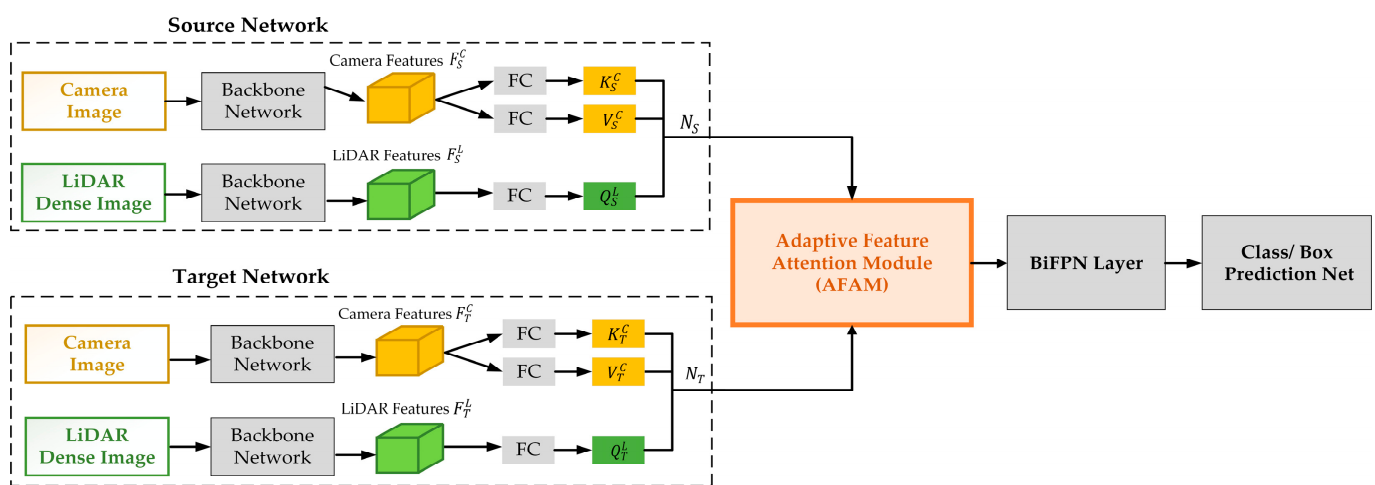 Source Network
Camera Features F_S^C
Camera
Image
Backbone
Network
FC
K_S^C
FC
V_S^C
N_S
LiDAR Features F_S^L
LiDAR
Dense Image
Backbone
Network
FC
Q_S^L
Adaptive Feature
Attention Module
(AFAM)
BiFPN Layer
Class/ Box
Prediction Net
Target Network
Camera Features F_T^C
Camera
Image
Backbone
Network
FC
K_T^C
FC
V_T^C
N_T
LiDAR Features F_T^L
LiDAR
Dense Image
Backbone
Network
FC
Q_T^L